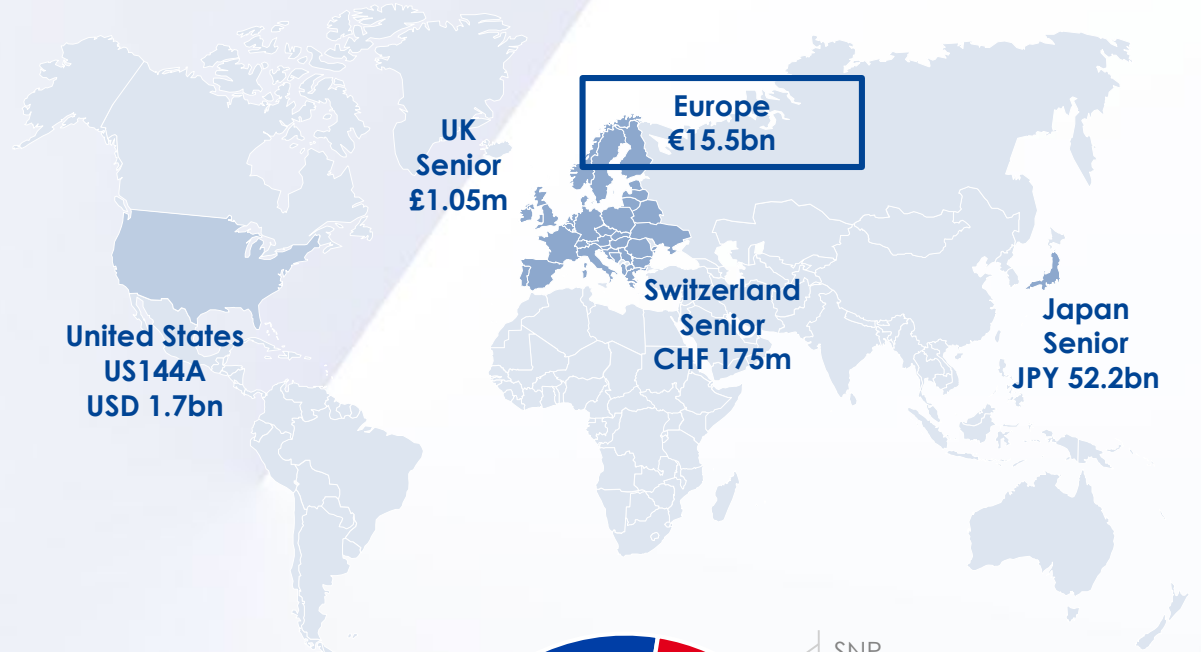 Europe
€15.5bn
UK
Senior
£1.05m
Switzerland
Senior
CHF 175m
Japan
Senior
JPY 52.2bn
United States
US144A
USD 1.7bn
SNP